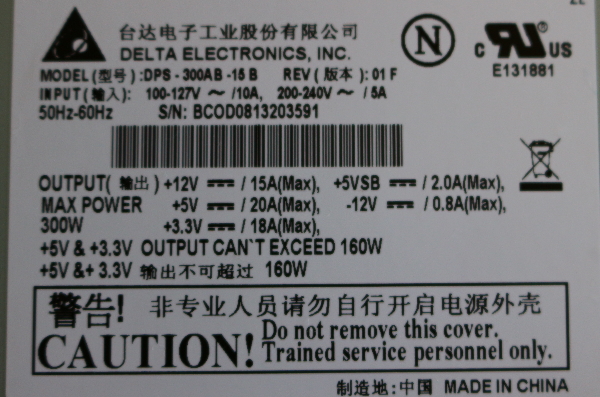 台达电子工业股份有限公司
DELTA ELECTRONICS, INC.
N
c RU US
E131881
MODEL(型号):DPS-300AB-15 B REV(版本):01 F
INPUT(输入): 100-127V ~ /10A, 200-240V ~ /5A
50Hz-60Hz S/N: BCOD0813203591
OUTPUT(输出) +12V ⎓ /15A(Max), +5VSB ⎓ /2.0A(Max),
MAX POWER +5V ⎓ /20A(Max), -12V ⎓ /0.8A(Max),
300W +3.3V ⎓ /18A(Max),
+5V & +3.3V OUTPUT CAN`T EXCEED 160W
+5V &+ 3.3V 输出不可超过 160W
警告! 非专业人员请勿自行开启电源外壳
CAUTION! Do not remove this cover.
Trained service personnel only.
制造地:中国 MADE IN CHINA